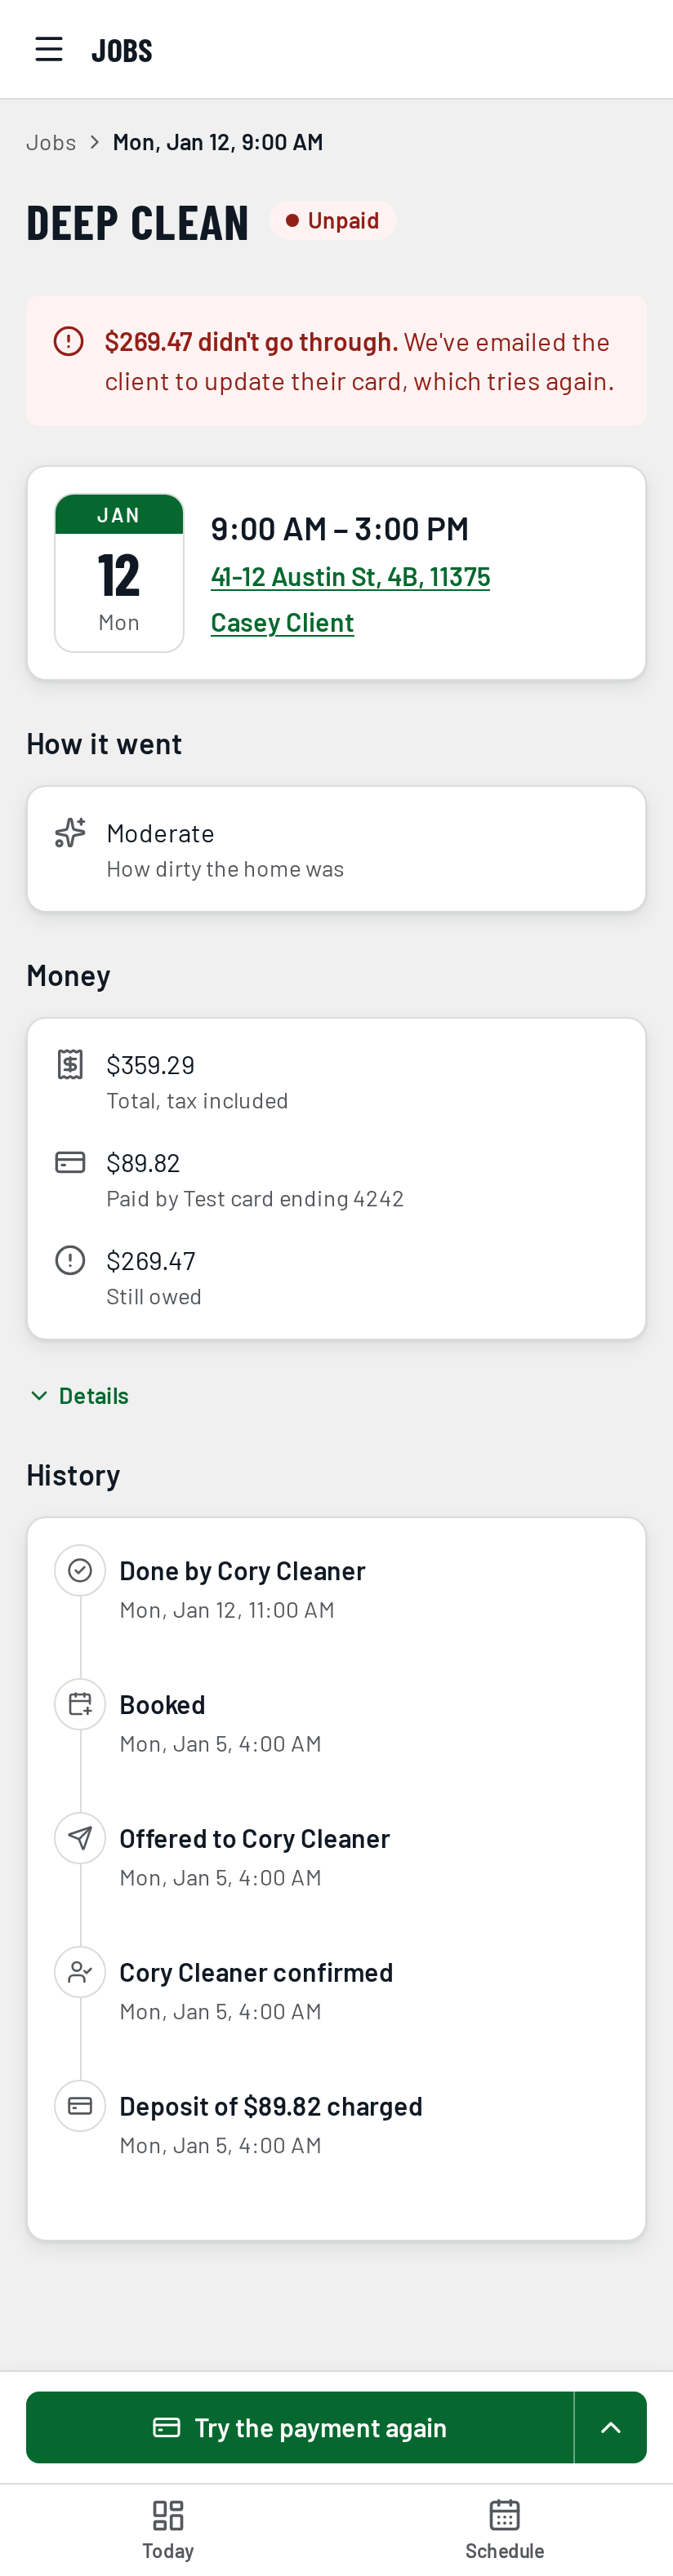 JOBS
Jobs > Mon, Jan 12, 9:00 AM
DEEP CLEAN
Unpaid
$269.47 didn't go through. We've emailed the
client to update their card, which tries again.
JAN
12
Mon
9:00 AM – 3:00 PM
41-12 Austin St, 4B, 11375
Casey Client
How it went
Moderate
How dirty the home was
Money
$359.29
Total, tax included
$89.82
Paid by Test card ending 4242
$269.47
Still owed
Details
History
Done by Cory Cleaner
Mon, Jan 12, 11:00 AM
Booked
Mon, Jan 5, 4:00 AM
Offered to Cory Cleaner
Mon, Jan 5, 4:00 AM
Cory Cleaner confirmed
Mon, Jan 5, 4:00 AM
Deposit of $89.82 charged
Mon, Jan 5, 4:00 AM
Try the payment again
Today
Schedule